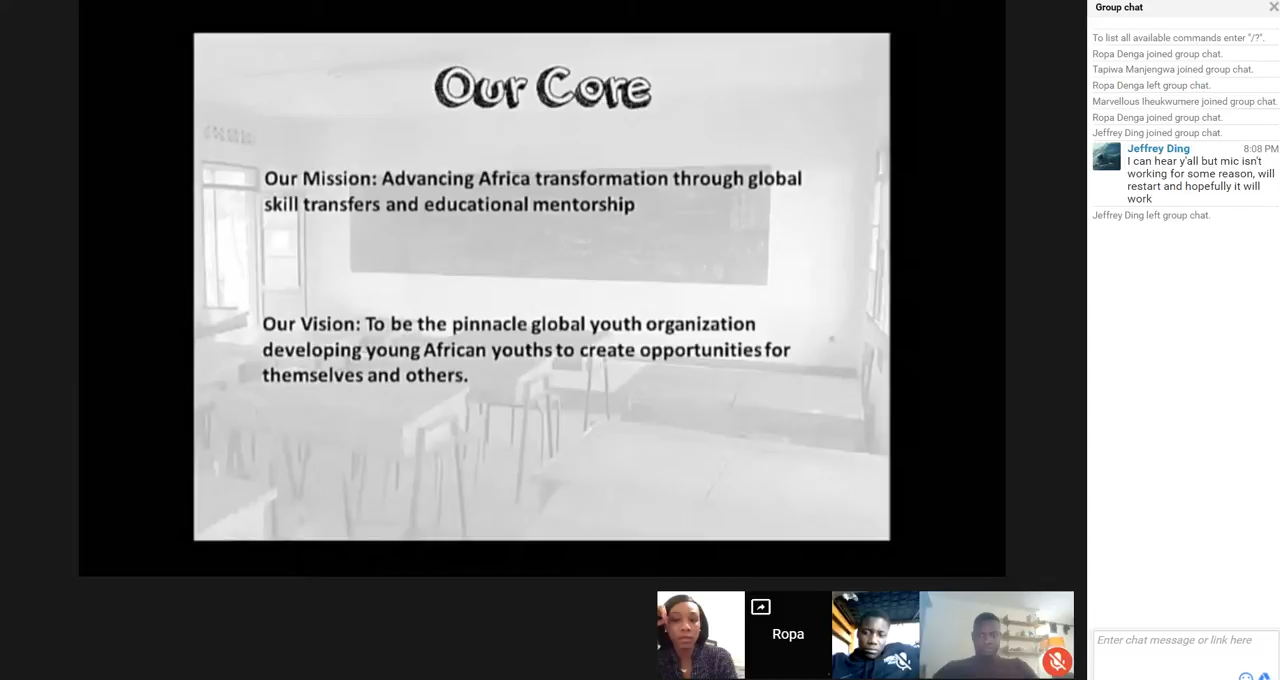 Our Core
Our Mission: Advancing Africa transformation through global
skill transfers and educational mentorship
Our Vision: To be the pinnacle global youth organization
developing young African youths to create opportunities for
themselves and others.
Ropa
Group chat
To list all available commands enter "/?".
Ropa Denga joined group chat.
Tapiwa Manjengwa joined group chat.
Ropa Denga left group chat.
Marvellous Iheukwumere joined group chat.
Ropa Denga joined group chat.
Jeffrey Ding joined group chat.
Jeffrey Ding 8:08 PM
I can hear y'all but mic isn't
working for some reason, will
restart and hopefully it will
work
Jeffrey Ding left group chat.
Enter chat message or link here